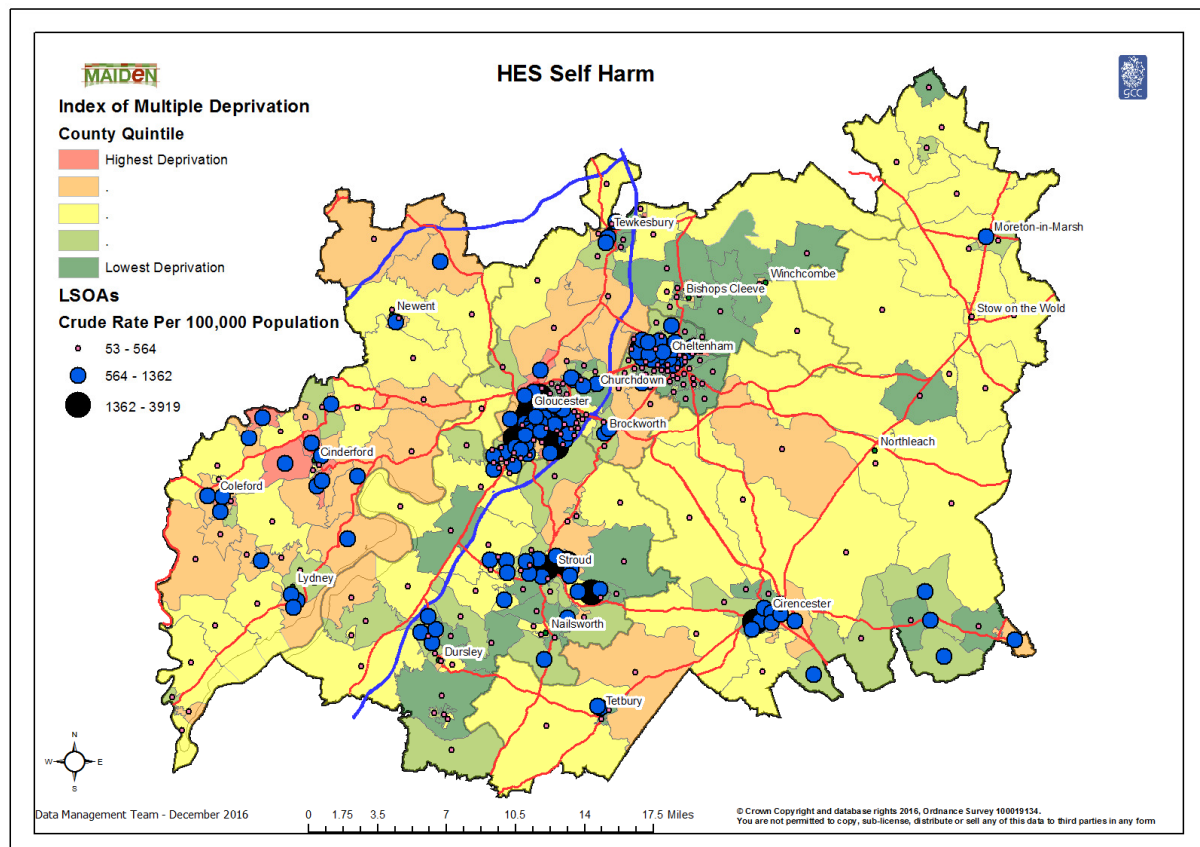 HES Self Harm
MAIDeN
gcc
Index of Multiple Deprivation
County Quintile
Highest Deprivation
.
.
.
Lowest Deprivation
LSOAs
Crude Rate Per 100,000 Population
53 - 564
564 - 1362
1362 - 3919
Tewkesbury
Moreton-in-Marsh
Winchcombe
Bishops Cleeve
Newent
Stow on the Wold
Cheltenham
Churchdown
Gloucester
Brockworth
Northleach
Cinderford
Coleford
Stroud
Lydney
Cirencester
Nailsworth
Dursley
Tetbury
N
W E
S
Data Management Team - December 2016
0 1.75 3.5 7 10.5 14 17.5 Miles
© Crown Copyright and database rights 2016, Ordnance Survey 100019134.
You are not permitted to copy, sub-license, distribute or sell any of this data to third parties in any form